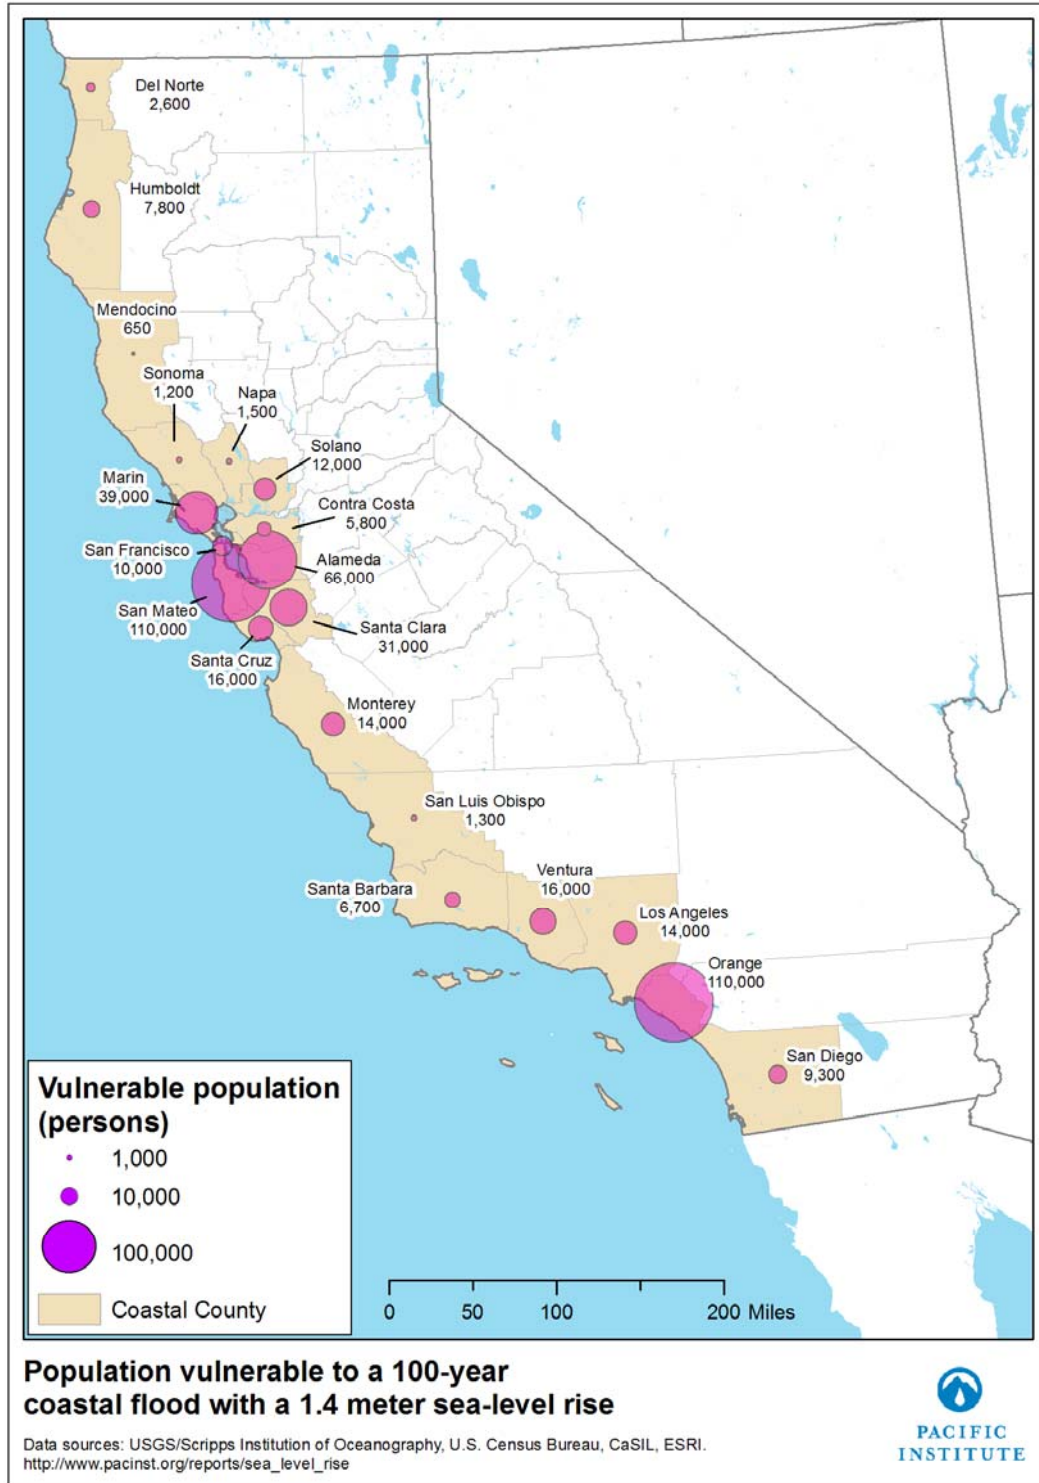 Del Norte
2,600
Humboldt
7,800
Mendocino
650
Sonoma
1,200
Napa
1,500
Solano
12,000
Marin
39,000
Contra Costa
5,800
San Francisco
10,000
Alameda
66,000
San Mateo
110,000
Santa Clara
31,000
Santa Cruz
16,000
Monterey
14,000
San Luis Obispo
1,300
Ventura
16,000
Santa Barbara
6,700
Los Angeles
14,000
Orange
110,000
San Diego
9,300
Vulnerable population
(persons)
1,000
10,000
100,000
Coastal County
0 50 100 200 Miles
Population vulnerable to a 100-year
coastal flood with a 1.4 meter sea-level rise
Data sources: USGS/Scripps Institution of Oceanography, U.S. Census Bureau, CaSIL, ESRI.
http://www.pacinst.org/reports/sea_level_rise
PACIFIC
INSTITUTE